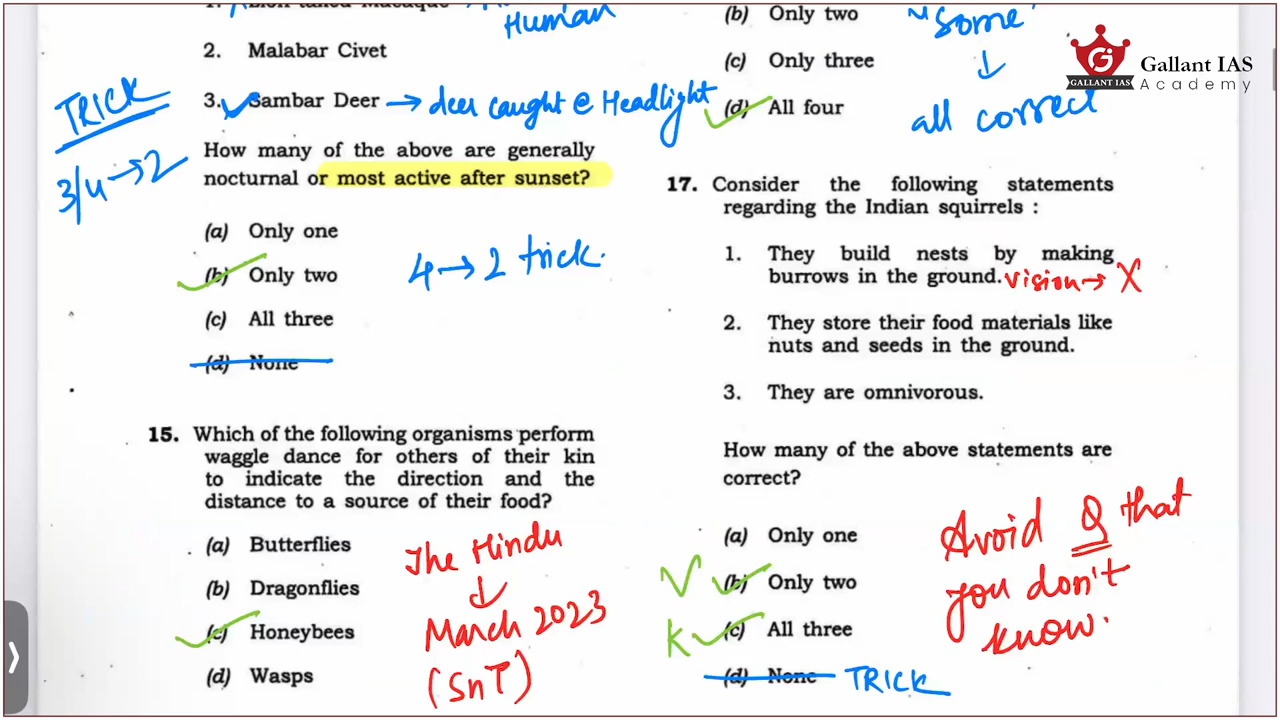 1. Lion-tailed Macaque →
Human
2. Malabar Civet
TRICK
3. Sambar Deer → deer caught @ Headlight
3/4 → 2
How many of the above are generally
nocturnal or most active after sunset?
(a) Only one
(b) Only two
4 → 2 trick.
(c) All three
(d) None
15. Which of the following organisms perform
waggle dance for others of their kin
to indicate the direction and the
distance to a source of their food?
(a) Butterflies
(b) Dragonflies
(c) Honeybees
(d) Wasps
The Hindu
↓
March 2023
(SnT)
(b) Only two
(c) Only three
(d) All four
"Some"
↓
all correct
Gallant IAS
Academy
GALLANT IAS
17. Consider the following statements
regarding the Indian squirrels :
1. They build nests by making
burrows in the ground. vision → X
2. They store their food materials like
nuts and seeds in the ground.
3. They are omnivorous.
How many of the above statements are
correct?
(a) Only one
V (b) Only two
K (c) All three
(d) None TRICK
Avoid Q that
you don't
know.